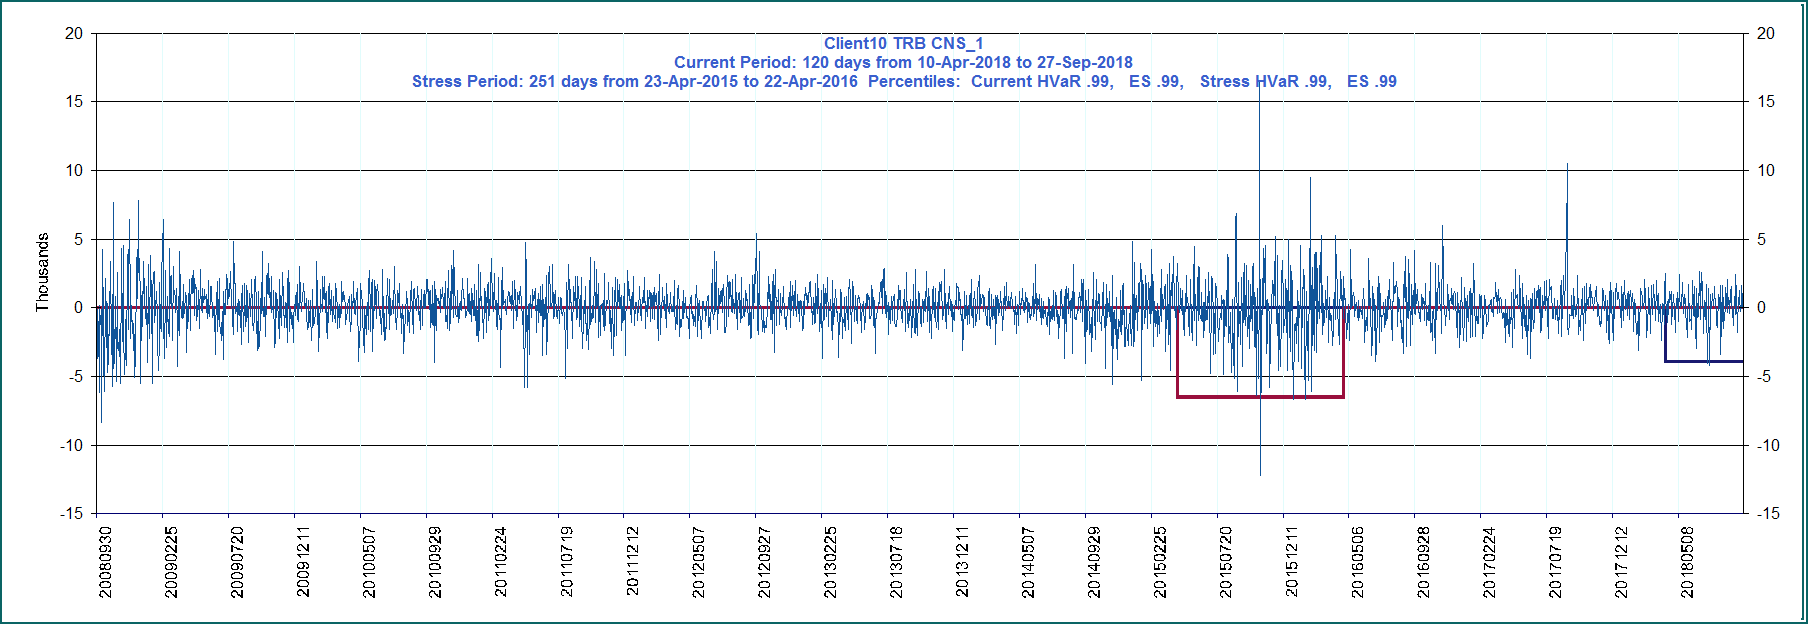 Client10 TRB CNS_1
Current Period: 120 days from 10-Apr-2018 to 27-Sep-2018
Stress Period: 251 days from 23-Apr-2015 to 22-Apr-2016  Percentiles:  Current HVaR .99,   ES .99,   Stress HVaR .99,   ES .99
20 20
15 15
10 10
5 5
Thousands
0 0
-5 -5
-10 -10
-15 -15
20080930 20090225 20090720 20091211 20100507 20100929 20110224 20110719 20111212 20120507 20120927 20130225 20130718 20131211 20140507 20140929 20150225 20150720 20151211 20160506 20160928 20170224 20170719 20171212 20180508